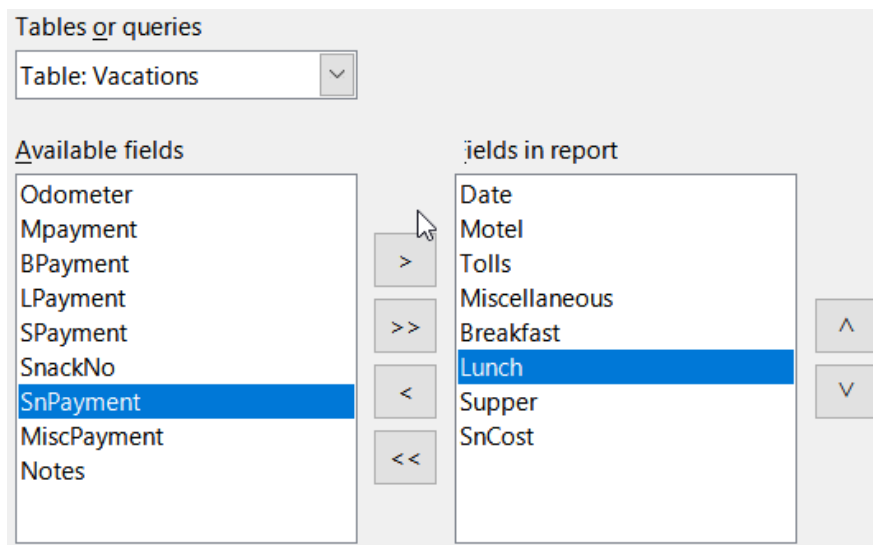 Tables or queries
Table: Vacations
Available fields
ields in report
Odometer
Mpayment
BPayment
LPayment
SPayment
SnackNo
SnPayment
MiscPayment
Notes
>
>>
<
<<
Date
Motel
Tolls
Miscellaneous
Breakfast
Lunch
Supper
SnCost